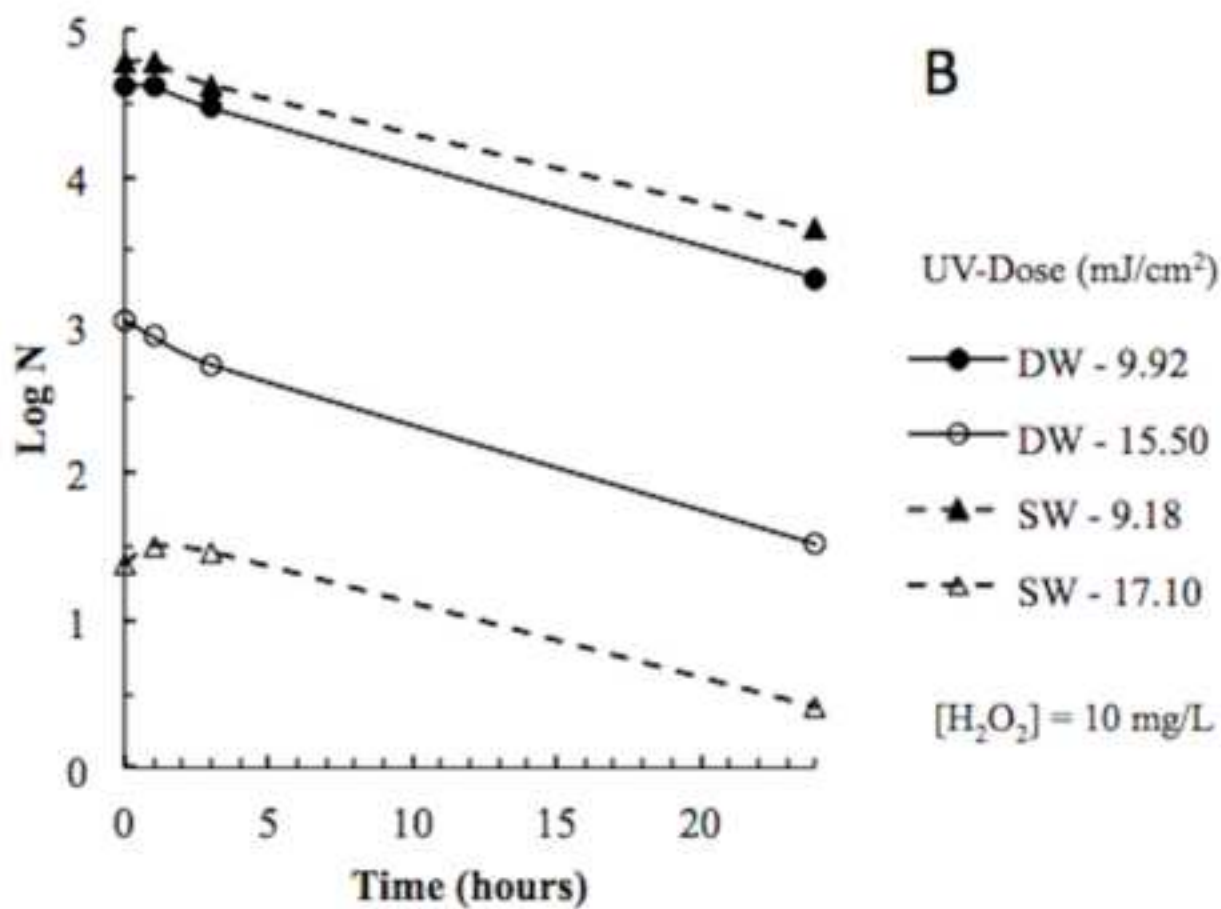 B
5
4
3
2
1
0
Log N
0 5 10 15 20
Time (hours)
UV-Dose (mJ/cm²)
DW - 9.92
DW - 15.50
SW - 9.18
SW - 17.10
[H₂O₂] = 10 mg/L